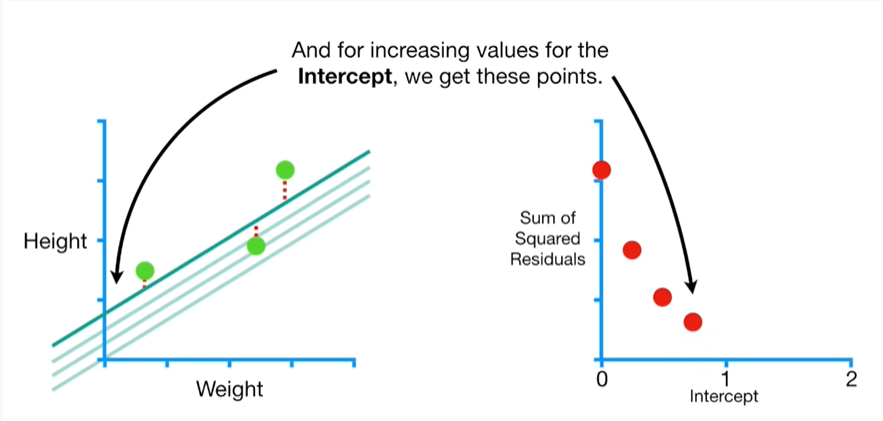 And for increasing values for the
Intercept, we get these points.
Height
Weight
Sum of
Squared
Residuals
0
1
2
Intercept